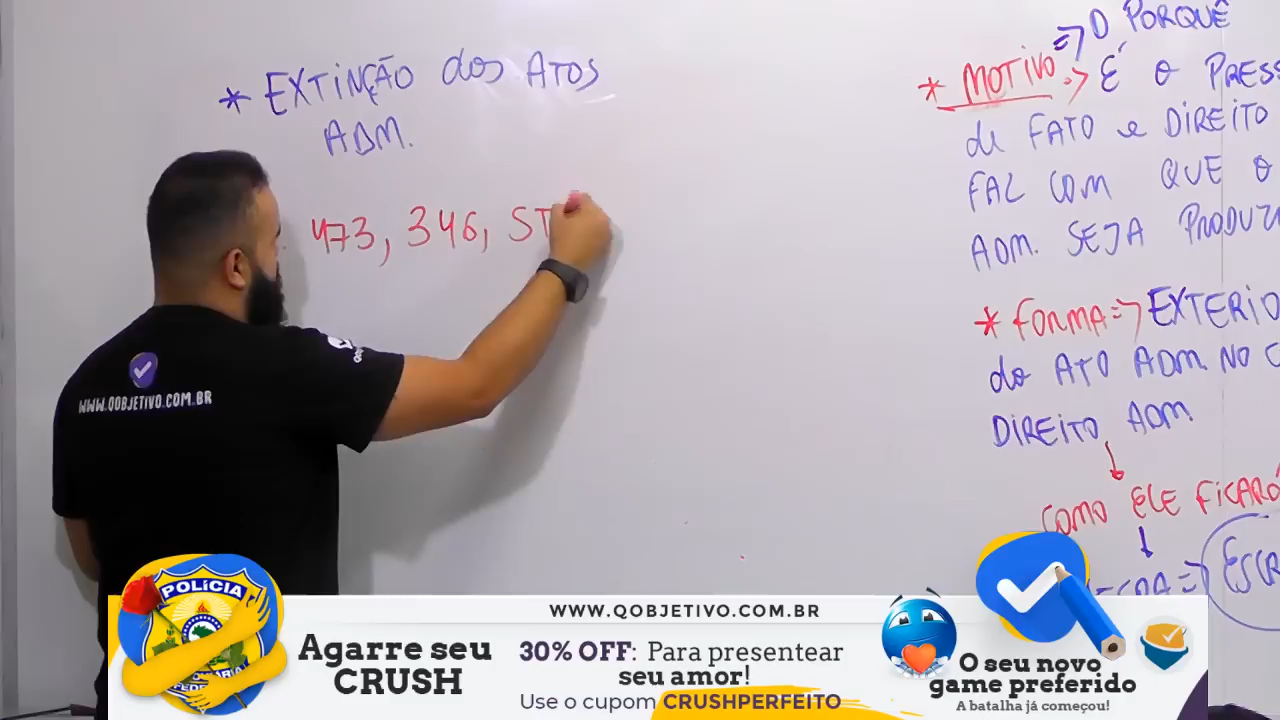 * EXTINÇÃO dos ATOS
ADM.
473, 346, ST
=> O PORQUÊ
* MOTIVO => É O PRESS
de FATO e DIREITO
FAZ COM QUE O
ADM. SEJA PRODUZ
* FORMA => EXTERIO
do ATO ADM. NO
DIREITO ADM
COMO ELE FICARÁ
ESCR
WWW.QOBJETIVO.COM.BR
POLÍCIA
WWW.QOBJETIVO.COM.BR
Agarre seu
CRUSH
30% OFF: Para presentear
seu amor!
Use o cupom CRUSHPERFEITO
O seu novo
game preferido
A batalha já começou!